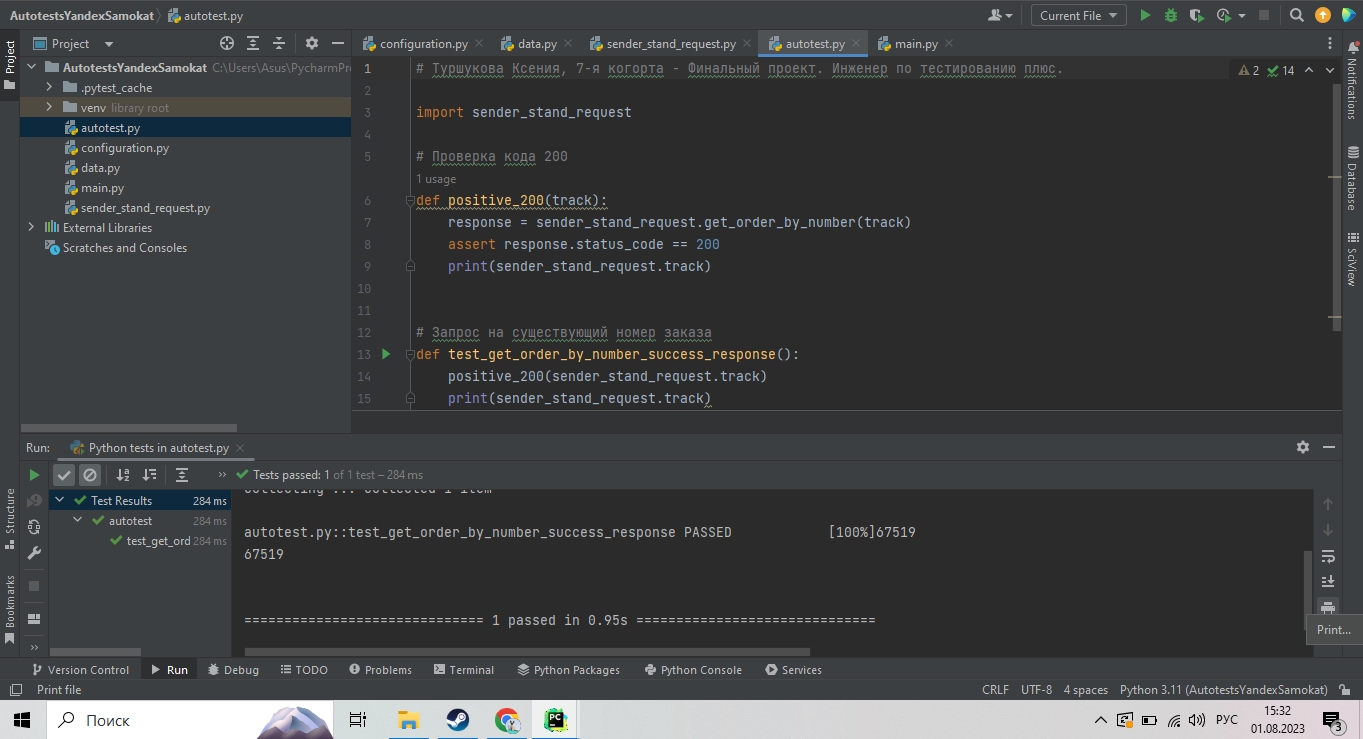 AutotestsYandexSamokat autotest.py
Current File
Project
configuration.py
data.py
sender_stand_request.py
autotest.py
main.py
Project
AutotestsYandexSamokat C:\Users\Asus\PycharmPr
.pytest_cache
venv library root
autotest.py
configuration.py
data.py
main.py
sender_stand_request.py
External Libraries
Scratches and Consoles
2 14
1 # Туршукова Ксения, 7-я когорта - Финальный проект. Инженер по тестированию плюс.
2
3 import sender_stand_request
4
5 # Проверка кода 200
1 usage
6 def positive_200(track):
7 response = sender_stand_request.get_order_by_number(track)
8 assert response.status_code == 200
9 print(sender_stand_request.track)
10
11
12 # Запрос на существующий номер заказа
13 def test_get_order_by_number_success_response():
14 positive_200(sender_stand_request.track)
15 print(sender_stand_request.track)
Notifications
Database
SciView
Structure
Bookmarks
Run: Python tests in autotest.py
Tests passed: 1 of 1 test – 284 ms
Test Results 284 ms
autotest 284 ms
test_get_ord 284 ms
collecting ... collected 1 item
autotest.py::test_get_order_by_number_success_response PASSED [100%]67519
67519
============================== 1 passed in 0.95s ==============================
Print...
Version Control Run Debug TODO Problems Terminal Python Packages Python Console Services
Print file
CRLF UTF-8 4 spaces Python 3.11 (AutotestsYandexSamokat)
Поиск
РУС
15:32
01.08.2023
3